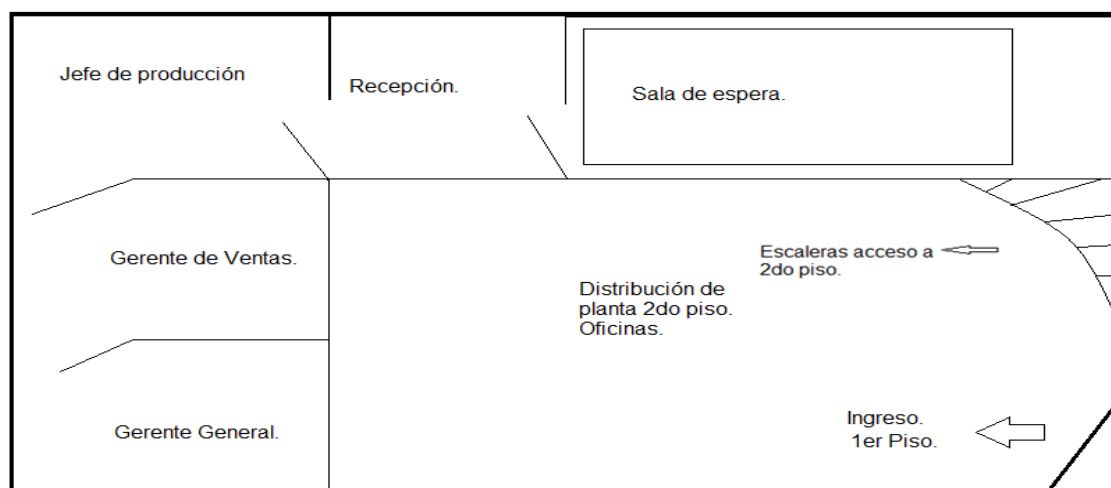 Jefe de producción
Recepción.
Sala de espera.
Gerente de Ventas.
Escaleras acceso a
2do piso.
Distribución de
planta 2do piso.
Oficinas.
Gerente General.
Ingreso.
1er Piso.